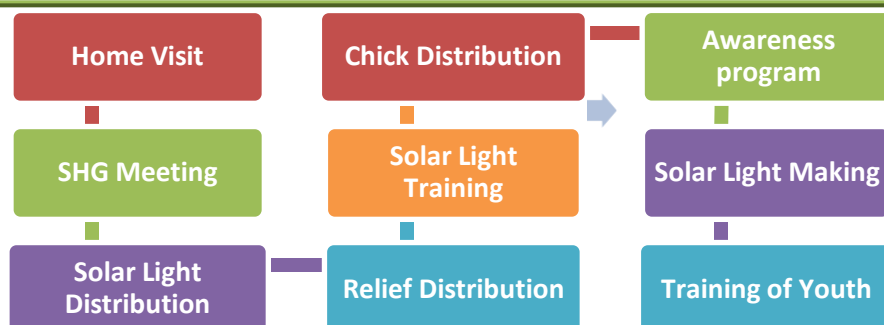 Home Visit
Chick Distribution
Awareness
program
SHG Meeting
Solar Light
Training
Solar Light Making
Solar Light
Distribution
Relief Distribution
Training of Youth